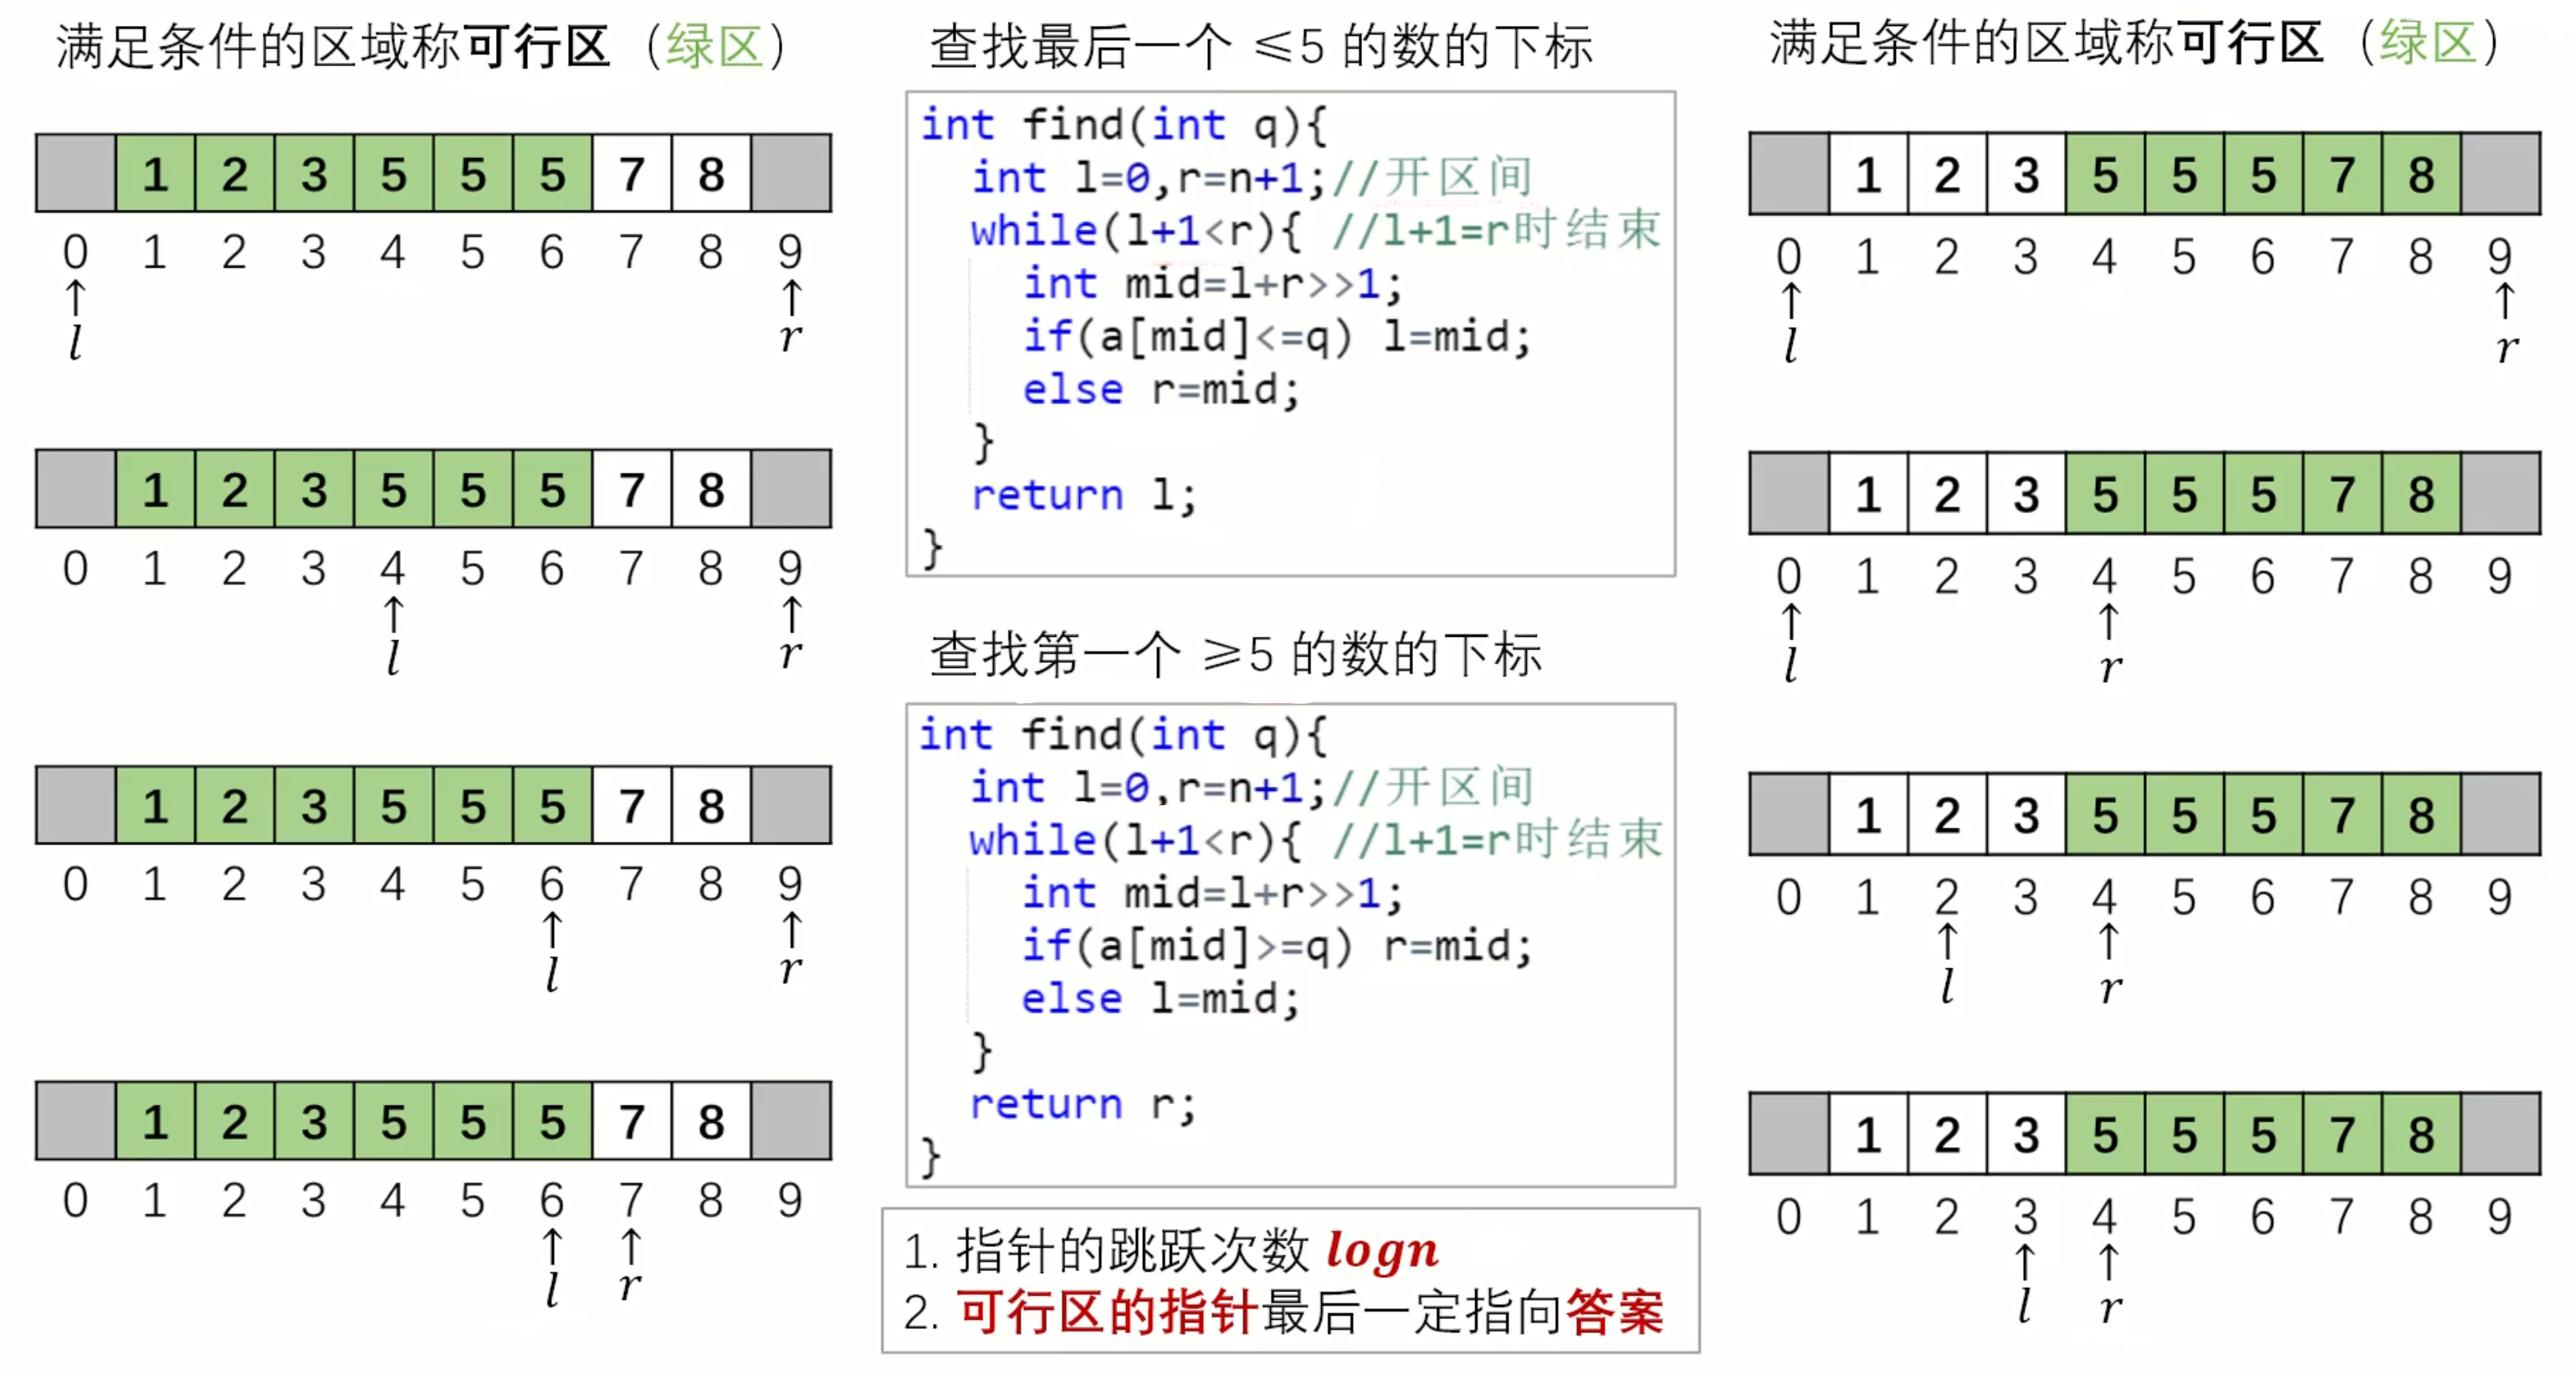 满足条件的区域称可行区（绿区）
1 2 3 5 5 5 7 8
0 1 2 3 4 5 6 7 8 9
↑ ↑
l r
1 2 3 5 5 5 7 8
0 1 2 3 4 5 6 7 8 9
↑ ↑
l r
1 2 3 5 5 5 7 8
0 1 2 3 4 5 6 7 8 9
↑ ↑
l r
1 2 3 5 5 5 7 8
0 1 2 3 4 5 6 7 8 9
↑ ↑
l r
查找最后一个 ≤5 的数的下标
int find(int q){
int l=0,r=n+1;//开区间
while(l+1<r){ //l+1=r时结束
int mid=l+r>>1;
if(a[mid]<=q) l=mid;
else r=mid;
}
return l;
}
查找第一个 ≥5 的数的下标
int find(int q){
int l=0,r=n+1;//开区间
while(l+1<r){ //l+1=r时结束
int mid=l+r>>1;
if(a[mid]>=q) r=mid;
else l=mid;
}
return r;
}
1. 指针的跳跃次数 logn
2. 可行区的指针最后一定指向答案
满足条件的区域称可行区（绿区）
1 2 3 5 5 5 7 8
0 1 2 3 4 5 6 7 8 9
↑ ↑
l r
1 2 3 5 5 5 7 8
0 1 2 3 4 5 6 7 8 9
↑ ↑
l r
1 2 3 5 5 5 7 8
0 1 2 3 4 5 6 7 8 9
↑ ↑
l r
1 2 3 5 5 5 7 8
0 1 2 3 4 5 6 7 8 9
↑ ↑
l r